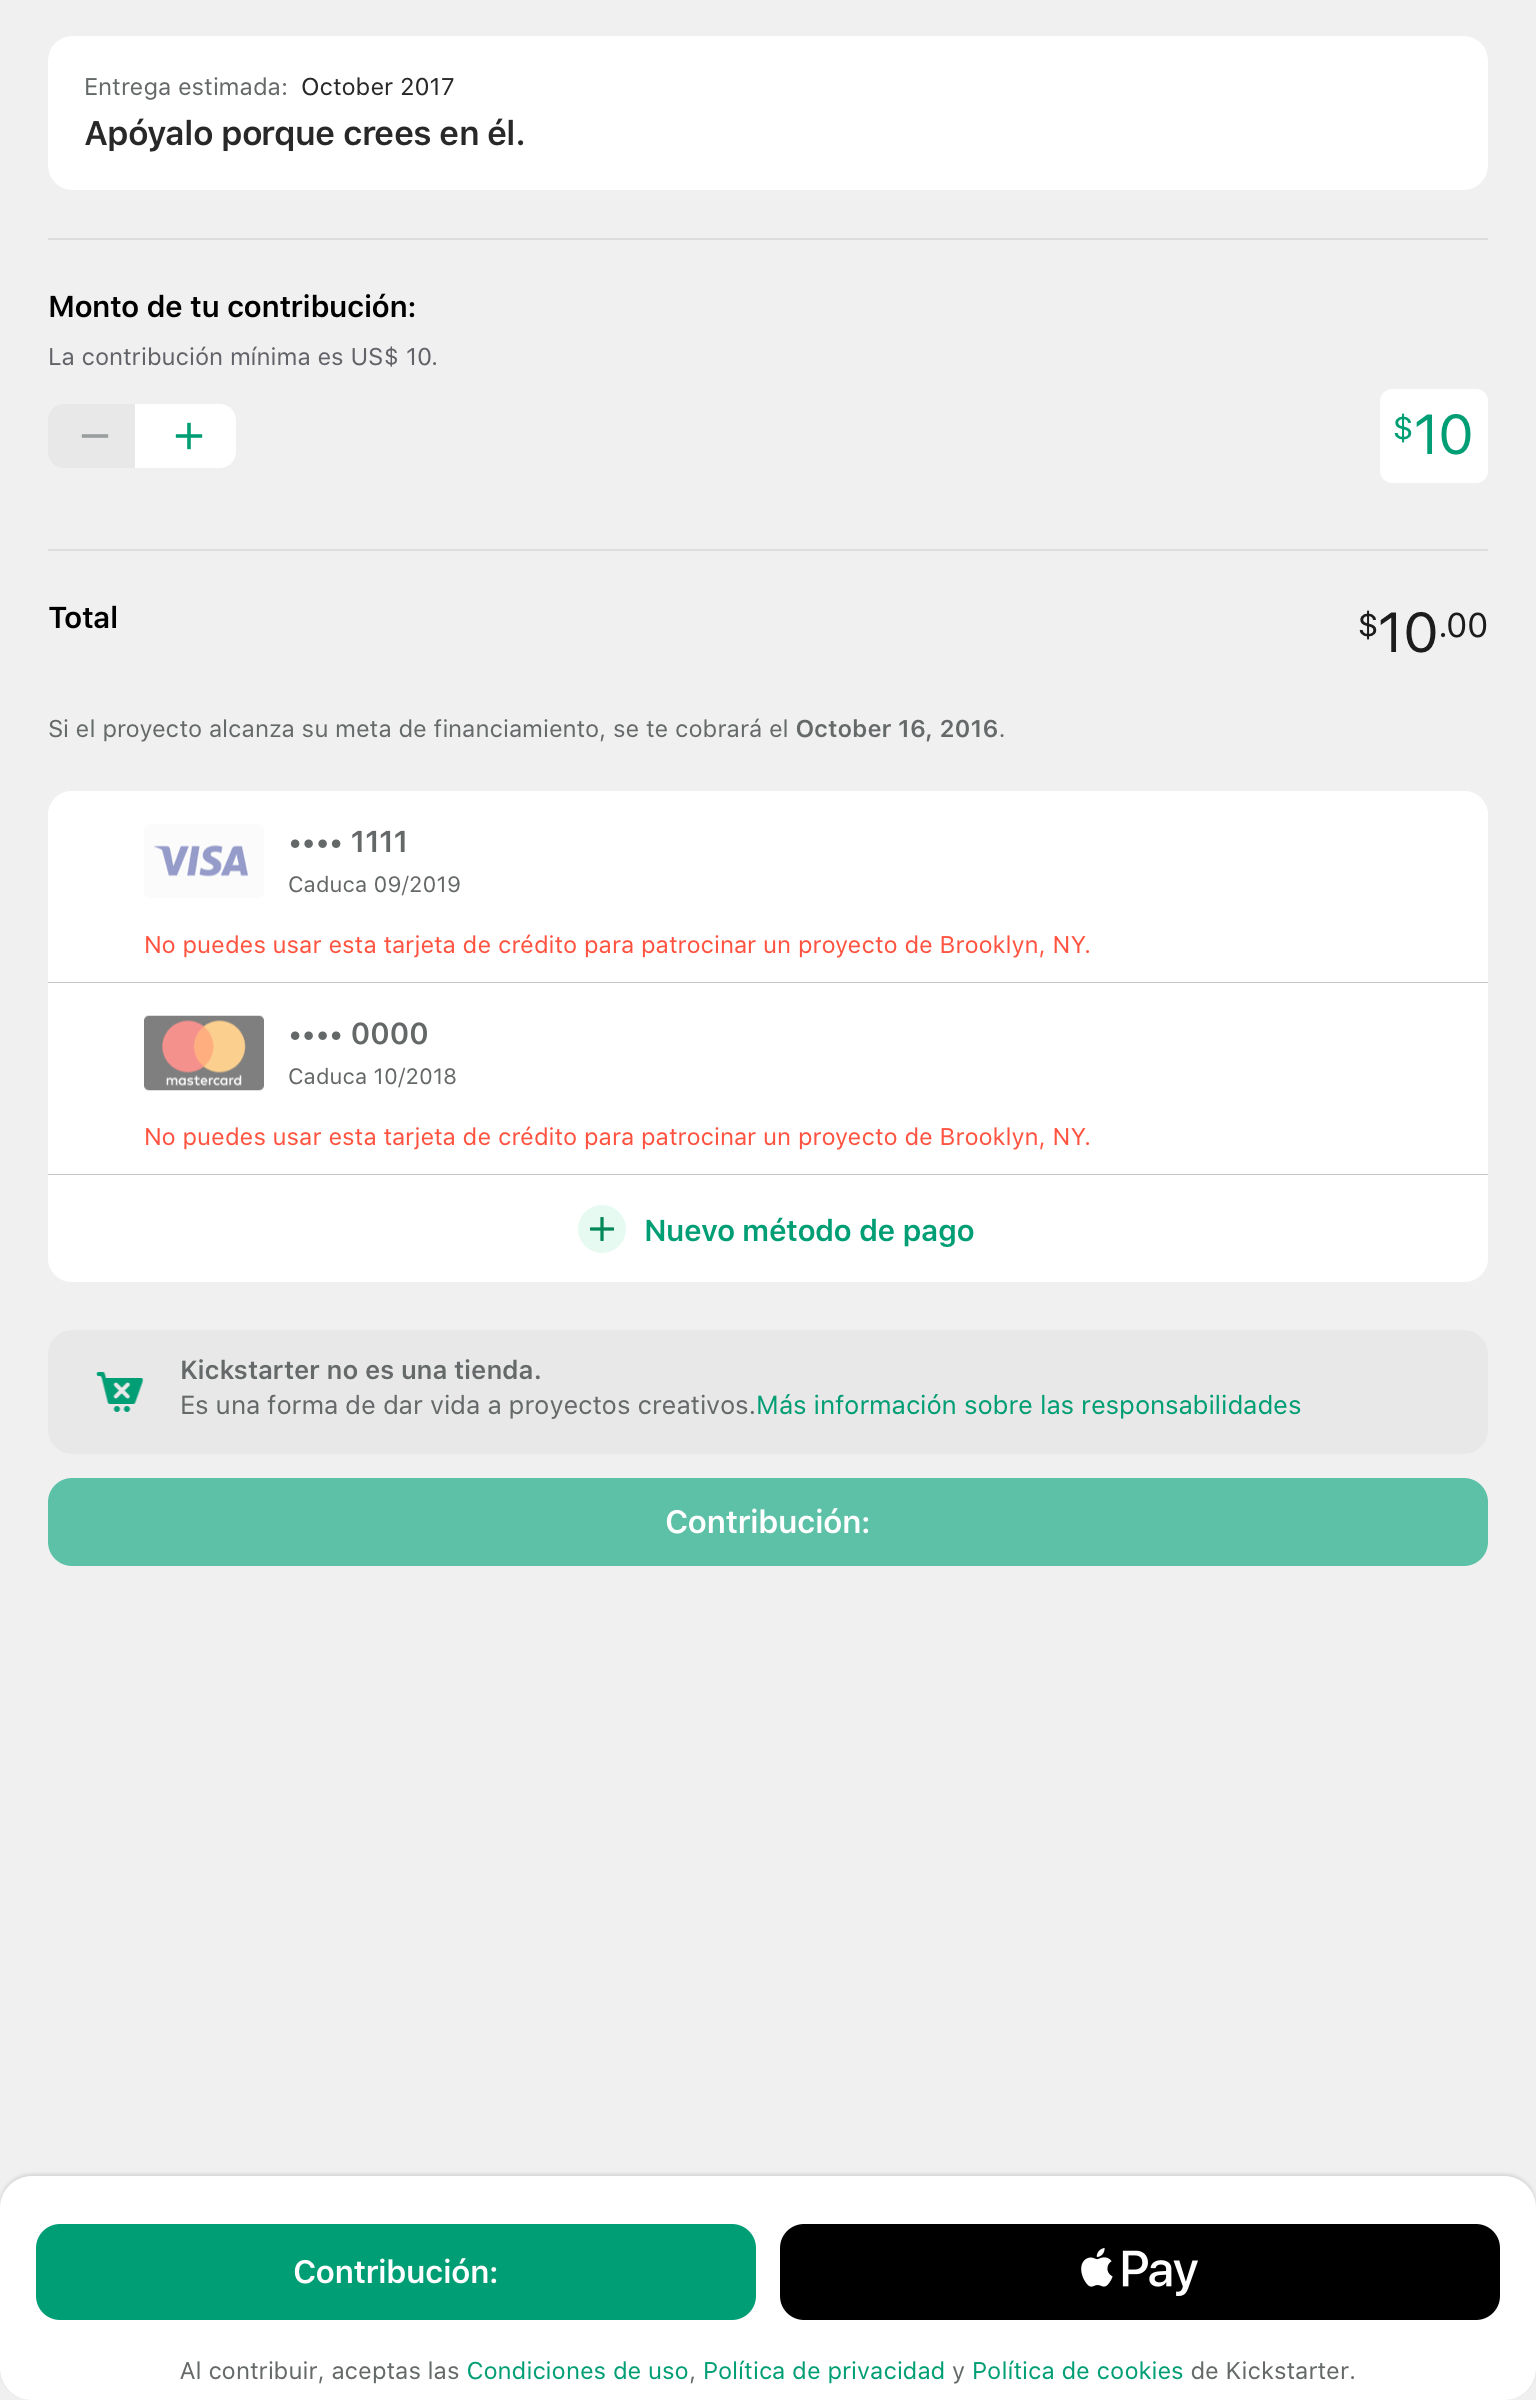 Entrega estimada: October 2017
Apóyalo porque crees en él.
Monto de tu contribución:
La contribución mínima es US$ 10.
$10
Total
$10.00
Si el proyecto alcanza su meta de financiamiento, se te cobrará el October 16, 2016.
VISA
•••• 1111
Caduca 09/2019
No puedes usar esta tarjeta de crédito para patrocinar un proyecto de Brooklyn, NY.
mastercard
•••• 0000
Caduca 10/2018
No puedes usar esta tarjeta de crédito para patrocinar un proyecto de Brooklyn, NY.
Nuevo método de pago
Kickstarter no es una tienda.
Es una forma de dar vida a proyectos creativos.Más información sobre las responsabilidades
Contribución:
Contribución:
Pay
Al contribuir, aceptas las Condiciones de uso, Política de privacidad y Política de cookies de Kickstarter.